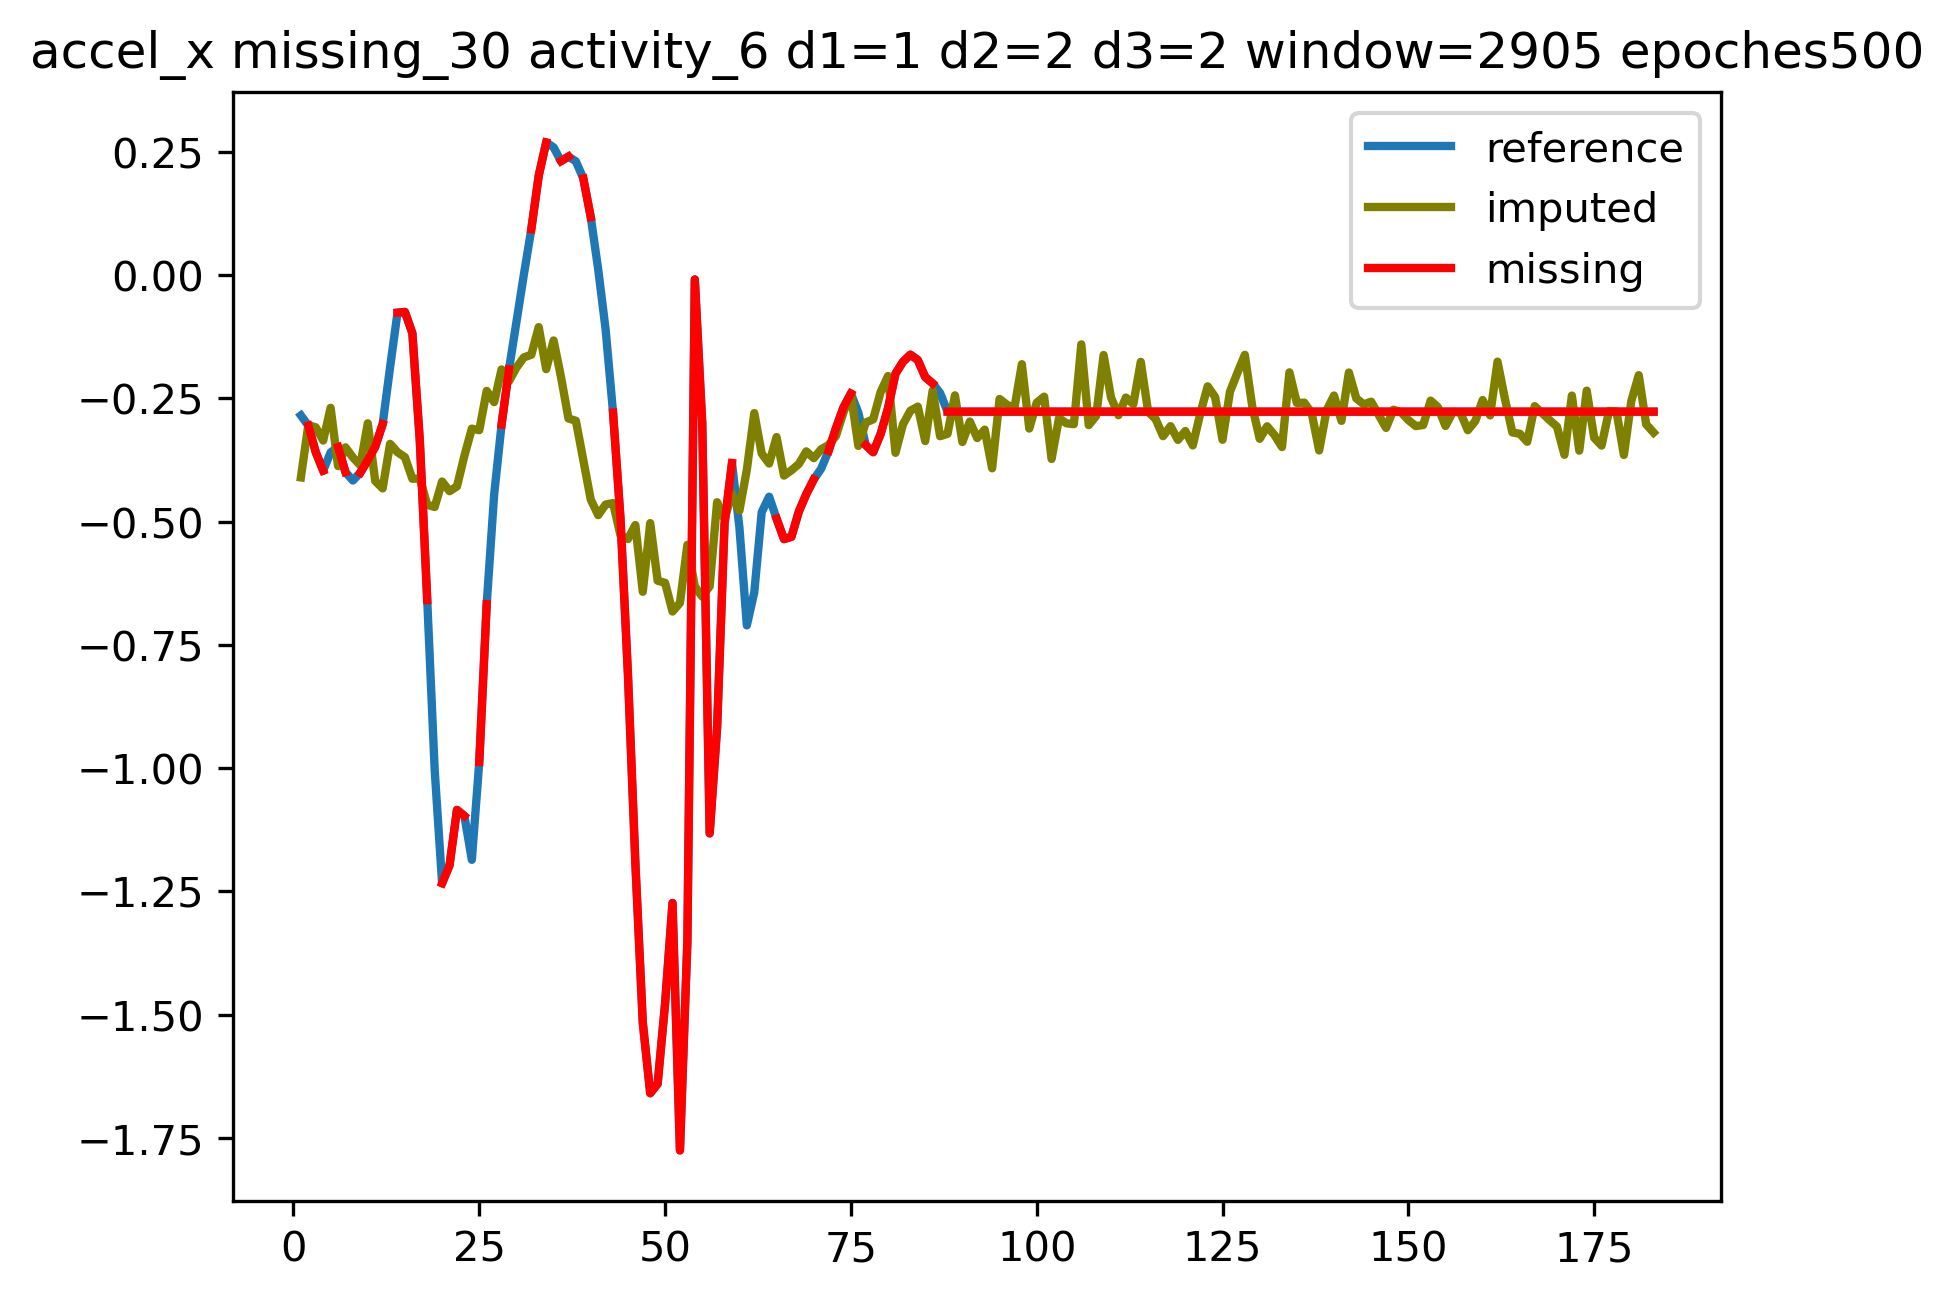 accel_x missing_30 activity_6 d1=1 d2=2 d3=2 window=2905 epoches500
reference
imputed
missing
0.25
0.00
−0.25
−0.50
−0.75
−1.00
−1.25
−1.50
−1.75
0 25 50 75 100 125 150 175